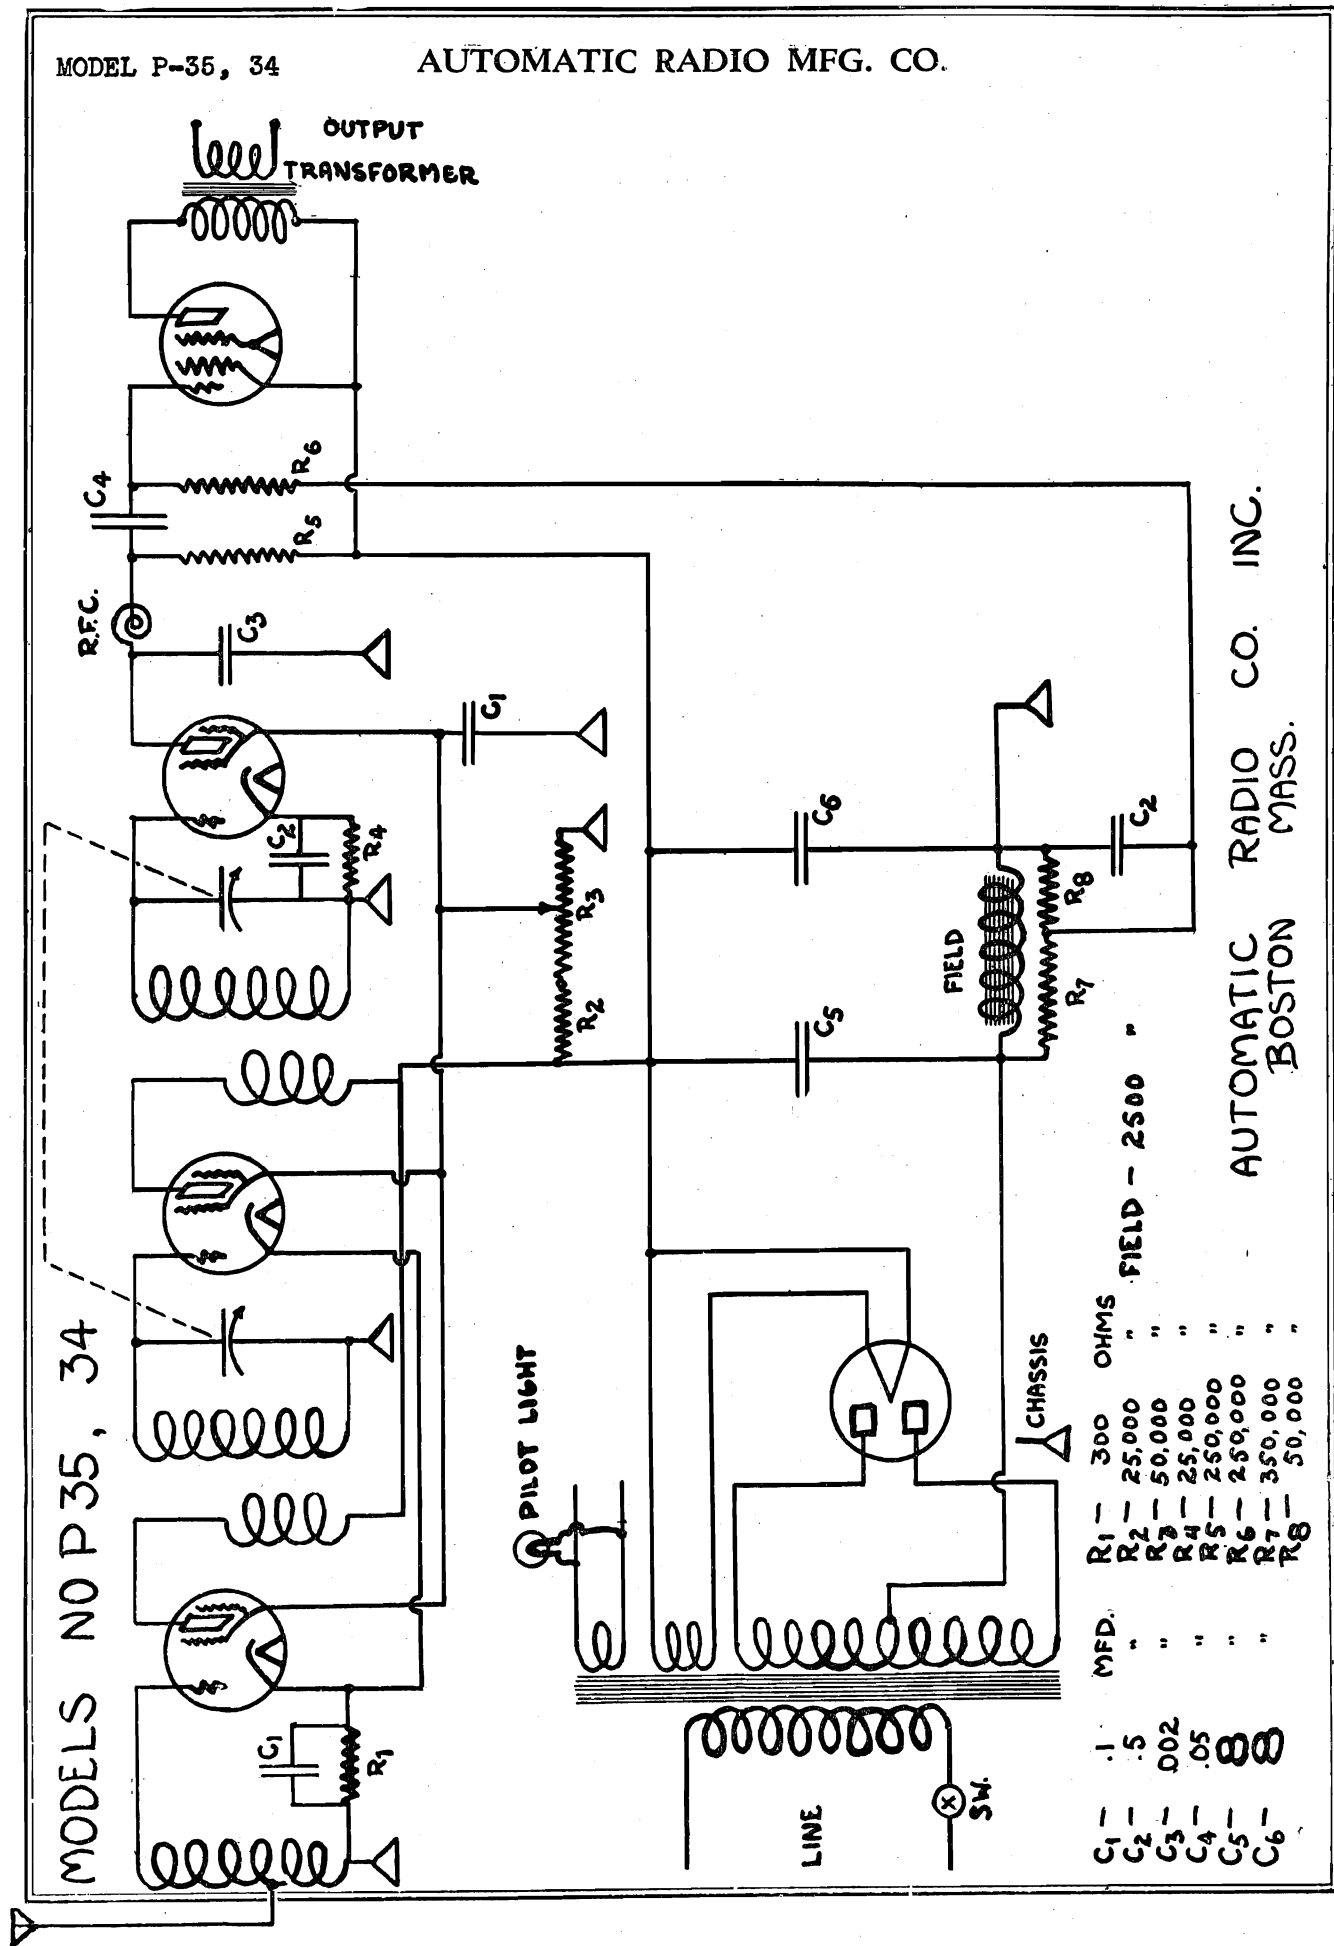 MODEL P-35, 34
AUTOMATIC RADIO MFG. CO.
MODELS NO P35, 34
OUTPUT
TRANSFORMER
C4
R6
R5
R.F.C.
C3
C1
C2
R4
R3
R2
C1
R1
C6
C5
FIELD
R8
R7
C2
PILOT LIGHT
LINE
SW.
CHASSIS
C1 - .1 MFD.
C2 - .5 "
C3 - .002 "
C4 - .05 "
C5 - 8 "
C6 - 8 "
R1 - 300 OHMS
R2 - 25,000 "
R3 - 50,000 "
R4 - 25,000 "
R5 - 250,000 "
R6 - 250,000 "
R7 - 350,000 "
R8 - 50,000 "
FIELD - 2500 "
AUTOMATIC RADIO CO. INC.
BOSTON MASS.